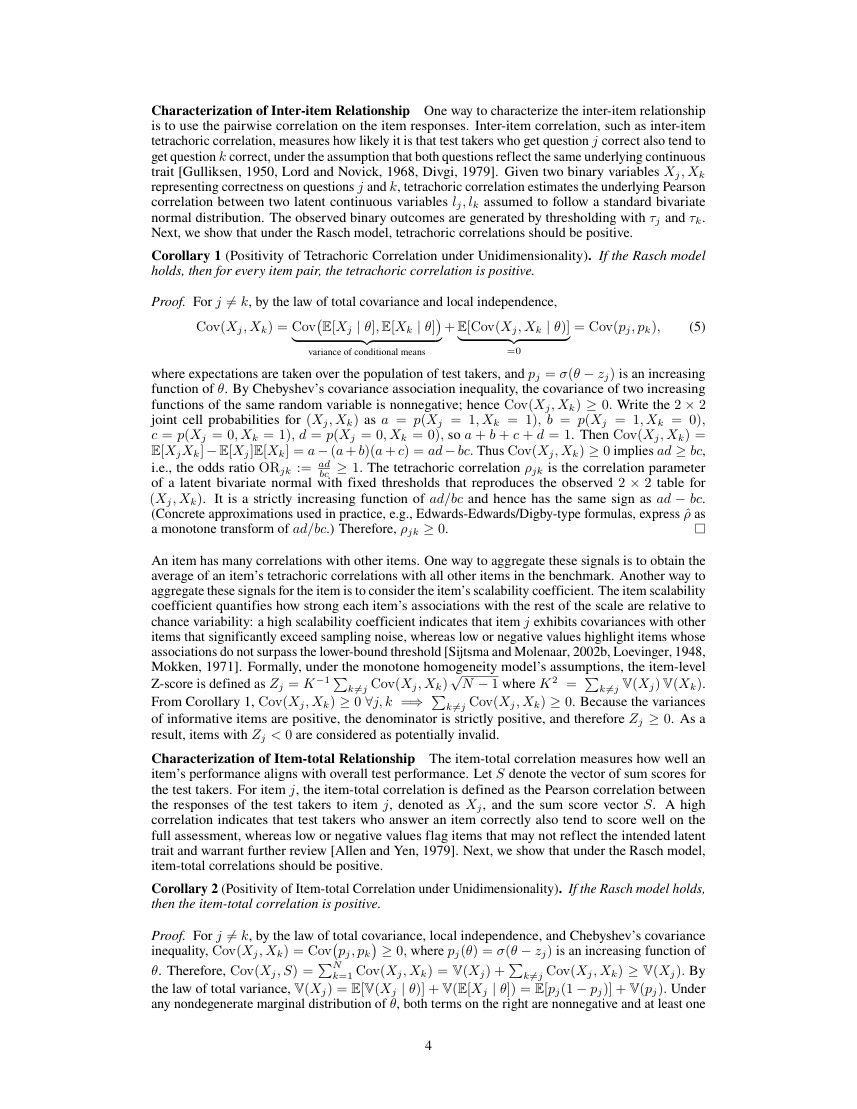 Characterization of Inter-item Relationship One way to characterize the inter-item relationship
is to use the pairwise correlation on the item responses. Inter-item correlation, such as inter-item
tetrachoric correlation, measures how likely it is that test takers who get question j correct also tend to
get question k correct, under the assumption that both questions reflect the same underlying continuous
trait [Gulliksen, 1950, Lord and Novick, 1968, Divgi, 1979]. Given two binary variables X_j, X_k
representing correctness on questions j and k, tetrachoric correlation estimates the underlying Pearson
correlation between two latent continuous variables l_j, l_k assumed to follow a standard bivariate
normal distribution. The observed binary outcomes are generated by thresholding with τ_j and τ_k.
Next, we show that under the Rasch model, tetrachoric correlations should be positive.
Corollary 1 (Positivity of Tetrachoric Correlation under Unidimensionality). If the Rasch model
holds, then for every item pair, the tetrachoric correlation is positive.
Proof. For j ≠ k, by the law of total covariance and local independence,
Cov(X_j, X_k) = Cov(𝔼[X_j | θ], 𝔼[X_k | θ]) + 𝔼[Cov(X_j, X_k | θ)] = Cov(p_j, p_k), (5)
variance of conditional means =0
where expectations are taken over the population of test takers, and p_j = σ(θ − z_j) is an increasing
function of θ. By Chebyshev's covariance association inequality, the covariance of two increasing
functions of the same random variable is nonnegative; hence Cov(X_j, X_k) ≥ 0. Write the 2 × 2
joint cell probabilities for (X_j, X_k) as a = p(X_j = 1, X_k = 1), b = p(X_j = 1, X_k = 0),
c = p(X_j = 0, X_k = 1), d = p(X_j = 0, X_k = 0), so a + b + c + d = 1. Then Cov(X_j, X_k) =
𝔼[X_jX_k] − 𝔼[X_j]𝔼[X_k] = a − (a + b)(a + c) = ad − bc. Thus Cov(X_j, X_k) ≥ 0 implies ad ≥ bc,
i.e., the odds ratio OR_jk := ad/bc ≥ 1. The tetrachoric correlation ρ_jk is the correlation parameter
of a latent bivariate normal with fixed thresholds that reproduces the observed 2 × 2 table for
(X_j, X_k). It is a strictly increasing function of ad/bc and hence has the same sign as ad − bc.
(Concrete approximations used in practice, e.g., Edwards-Edwards/Digby-type formulas, express ρ̂ as
a monotone transform of ad/bc.) Therefore, ρ_jk ≥ 0. □
An item has many correlations with other items. One way to aggregate these signals is to obtain the
average of an item's tetrachoric correlations with all other items in the benchmark. Another way to
aggregate these signals for the item is to consider the item's scalability coefficient. The item scalability
coefficient quantifies how strong each item's associations with the rest of the scale are relative to
chance variability: a high scalability coefficient indicates that item j exhibits covariances with other
items that significantly exceed sampling noise, whereas low or negative values highlight items whose
associations do not surpass the lower-bound threshold [Sijtsma and Molenaar, 2002b, Loevinger, 1948,
Mokken, 1971]. Formally, under the monotone homogeneity model's assumptions, the item-level
Z-score is defined as Z_j = K^−1 ∑_k≠j Cov(X_j, X_k) √(N − 1) where K^2 = ∑_k≠j 𝕍(X_j) 𝕍(X_k).
From Corollary 1, Cov(X_j, X_k) ≥ 0 ∀j, k ⟹ ∑_k≠j Cov(X_j, X_k) ≥ 0. Because the variances
of informative items are positive, the denominator is strictly positive, and therefore Z_j ≥ 0. As a
result, items with Z_j < 0 are considered as potentially invalid.
Characterization of Item-total Relationship The item-total correlation measures how well an
item's performance aligns with overall test performance. Let S denote the vector of sum scores for
the test takers. For item j, the item-total correlation is defined as the Pearson correlation between
the responses of the test takers to item j, denoted as X_j, and the sum score vector S. A high
correlation indicates that test takers who answer an item correctly also tend to score well on the
full assessment, whereas low or negative values flag items that may not reflect the intended latent
trait and warrant further review [Allen and Yen, 1979]. Next, we show that under the Rasch model,
item-total correlations should be positive.
Corollary 2 (Positivity of Item-total Correlation under Unidimensionality). If the Rasch model holds,
then the item-total correlation is positive.
Proof. For j ≠ k, by the law of total covariance, local independence, and Chebyshev's covariance
inequality, Cov(X_j, X_k) = Cov(p_j, p_k) ≥ 0, where p_j(θ) = σ(θ − z_j) is an increasing function of
θ. Therefore, Cov(X_j, S) = ∑_{k=1}^N Cov(X_j, X_k) = 𝕍(X_j) + ∑_k≠j Cov(X_j, X_k) ≥ 𝕍(X_j). By
the law of total variance, 𝕍(X_j) = 𝔼[𝕍(X_j | θ)] + 𝕍(𝔼[X_j | θ]) = 𝔼[p_j(1 − p_j)] + 𝕍(p_j). Under
any nondegenerate marginal distribution of θ, both terms on the right are nonnegative and at least one
4